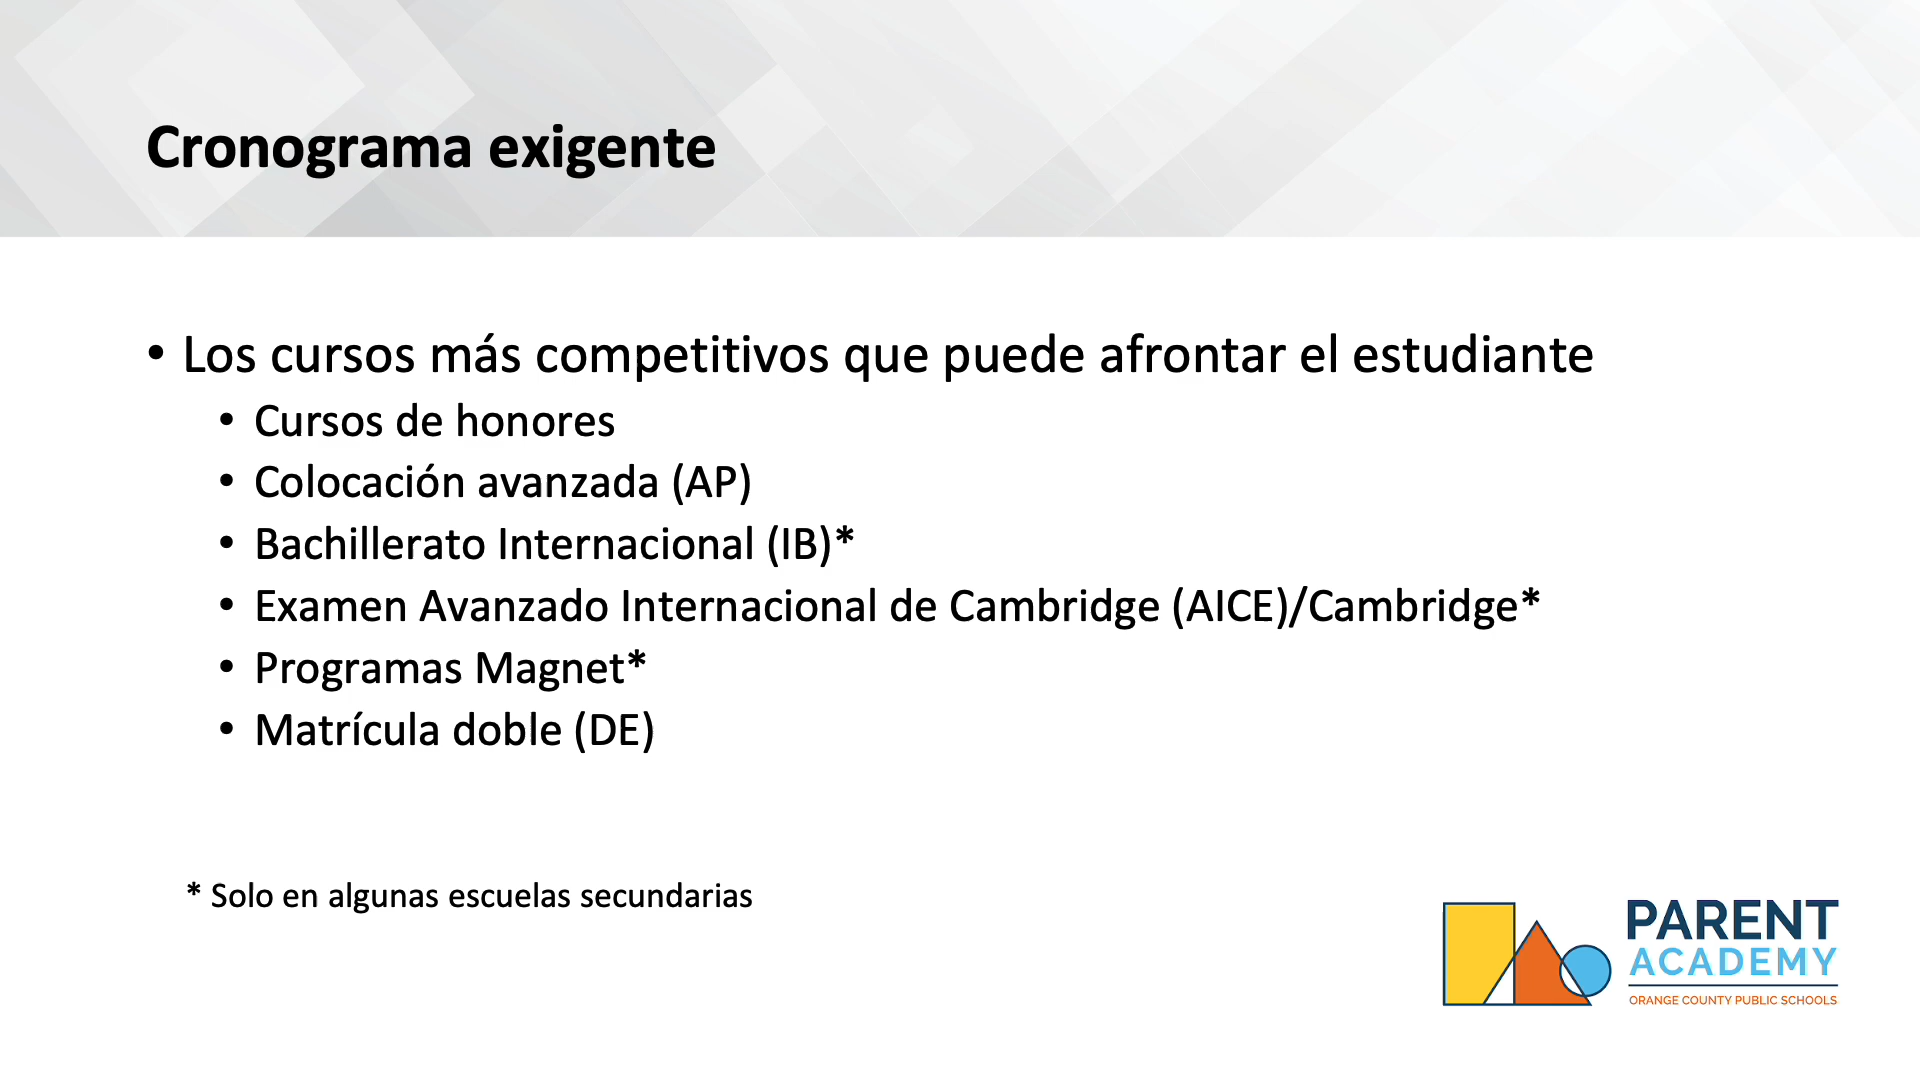 Cronograma exigente
• Los cursos más competitivos que puede afrontar el estudiante
• Cursos de honores
• Colocación avanzada (AP)
• Bachillerato Internacional (IB)*
• Examen Avanzado Internacional de Cambridge (AICE)/Cambridge*
• Programas Magnet*
• Matrícula doble (DE)
* Solo en algunas escuelas secundarias
PARENT
ACADEMY
ORANGE COUNTY PUBLIC SCHOOLS